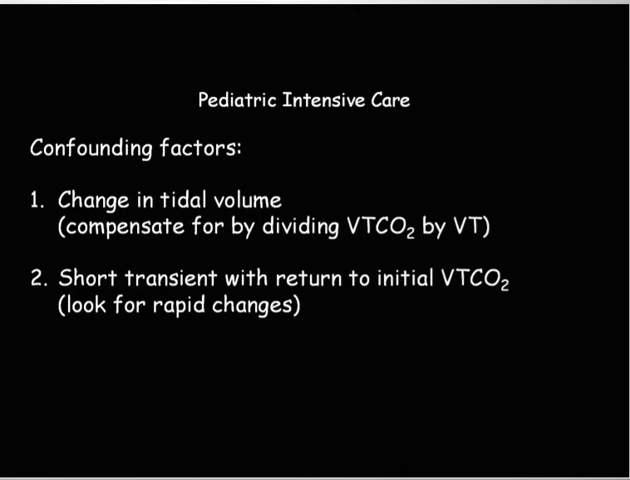 Pediatric Intensive Care
Confounding factors:
1. Change in tidal volume
(compensate for by dividing VTCO₂ by VT)
2. Short transient with return to initial VTCO₂
(look for rapid changes)